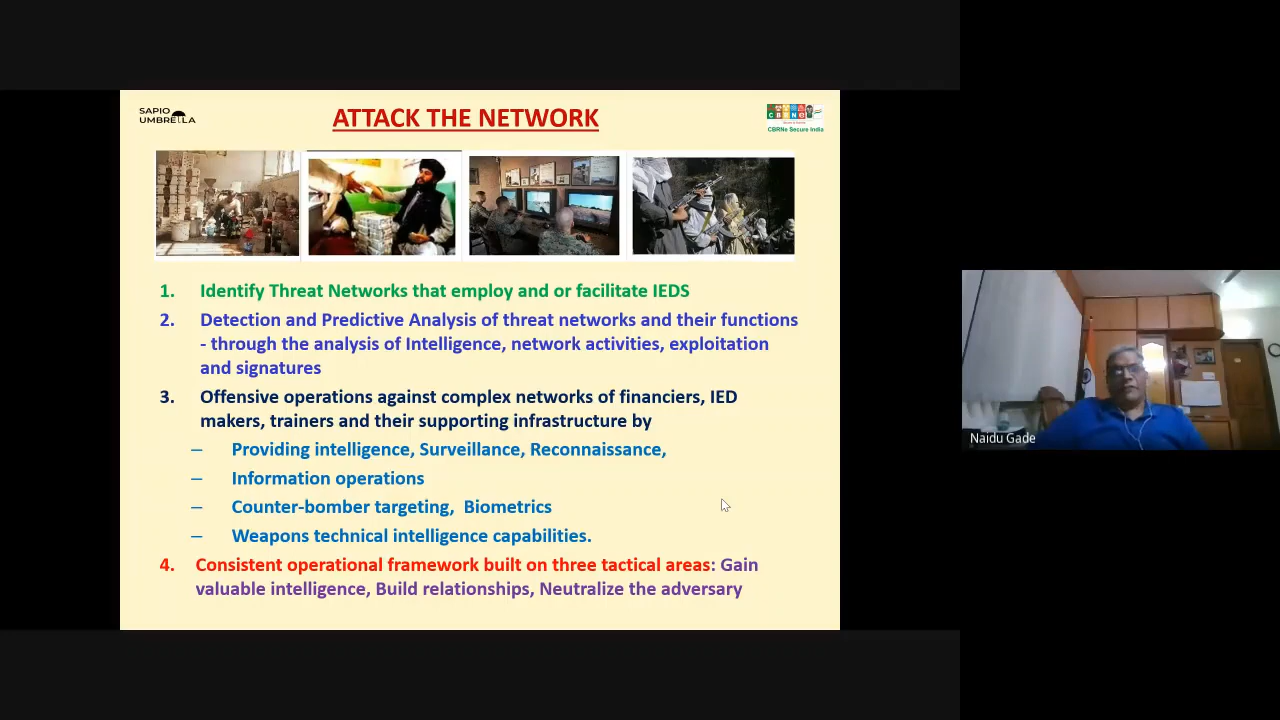 SAPIO
UMBRELLA
ATTACK THE NETWORK
CBRNe
CBRNe Secure India
1. Identify Threat Networks that employ and or facilitate IEDS
2. Detection and Predictive Analysis of threat networks and their functions
- through the analysis of Intelligence, network activities, exploitation
and signatures
3. Offensive operations against complex networks of financiers, IED
makers, trainers and their supporting infrastructure by
– Providing intelligence, Surveillance, Reconnaissance,
– Information operations
– Counter-bomber targeting, Biometrics
– Weapons technical intelligence capabilities.
4. Consistent operational framework built on three tactical areas: Gain
valuable intelligence, Build relationships, Neutralize the adversary
Naidu Gade